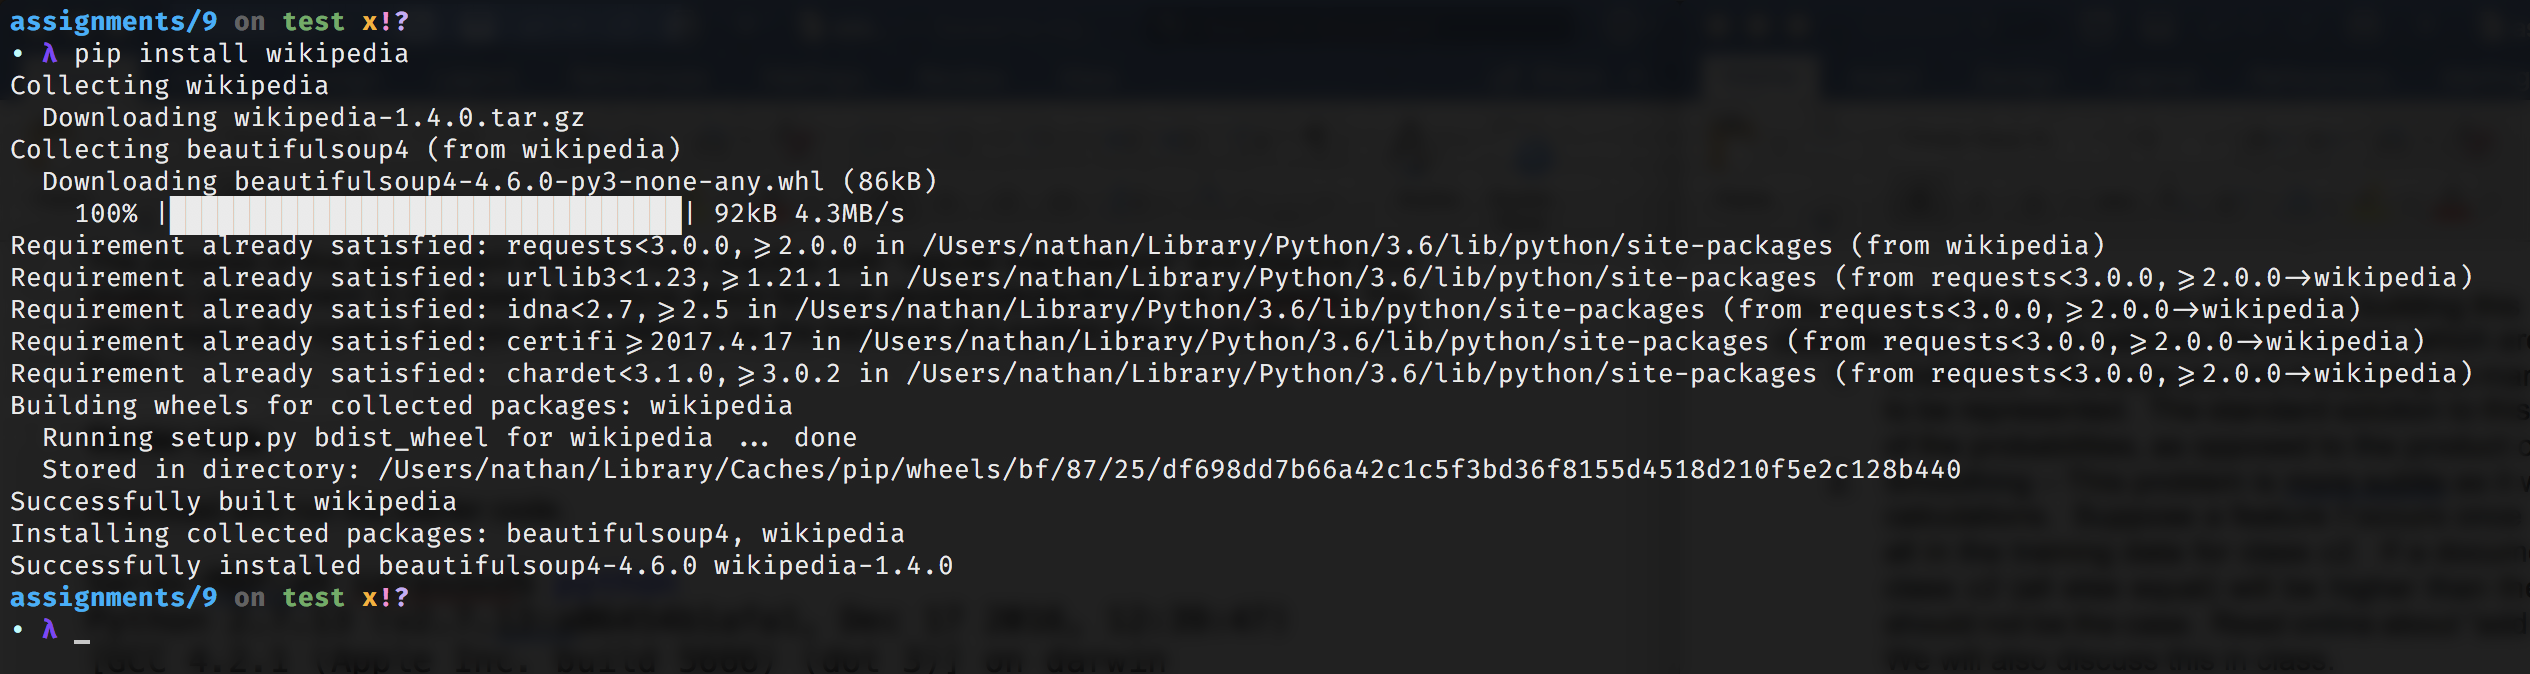 assignments/9 on test x!?
• λ pip install wikipedia
Collecting wikipedia
  Downloading wikipedia-1.4.0.tar.gz
Collecting beautifulsoup4 (from wikipedia)
  Downloading beautifulsoup4-4.6.0-py3-none-any.whl (86kB)
    100% |████████████████████████████████| 92kB 4.3MB/s
Requirement already satisfied: requests<3.0.0,>=2.0.0 in /Users/nathan/Library/Python/3.6/lib/python/site-packages (from wikipedia)
Requirement already satisfied: urllib3<1.23,>=1.21.1 in /Users/nathan/Library/Python/3.6/lib/python/site-packages (from requests<3.0.0,>=2.0.0->wikipedia)
Requirement already satisfied: idna<2.7,>=2.5 in /Users/nathan/Library/Python/3.6/lib/python/site-packages (from requests<3.0.0,>=2.0.0->wikipedia)
Requirement already satisfied: certifi>=2017.4.17 in /Users/nathan/Library/Python/3.6/lib/python/site-packages (from requests<3.0.0,>=2.0.0->wikipedia)
Requirement already satisfied: chardet<3.1.0,>=3.0.2 in /Users/nathan/Library/Python/3.6/lib/python/site-packages (from requests<3.0.0,>=2.0.0->wikipedia)
Building wheels for collected packages: wikipedia
  Running setup.py bdist_wheel for wikipedia ... done
  Stored in directory: /Users/nathan/Library/Caches/pip/wheels/bf/87/25/df698dd7b66a42c1c5f3bd36f8155d4518d210f5e2c128b440
Successfully built wikipedia
Installing collected packages: beautifulsoup4, wikipedia
Successfully installed beautifulsoup4-4.6.0 wikipedia-1.4.0
assignments/9 on test x!?
• λ _
We will also discuss this in class.